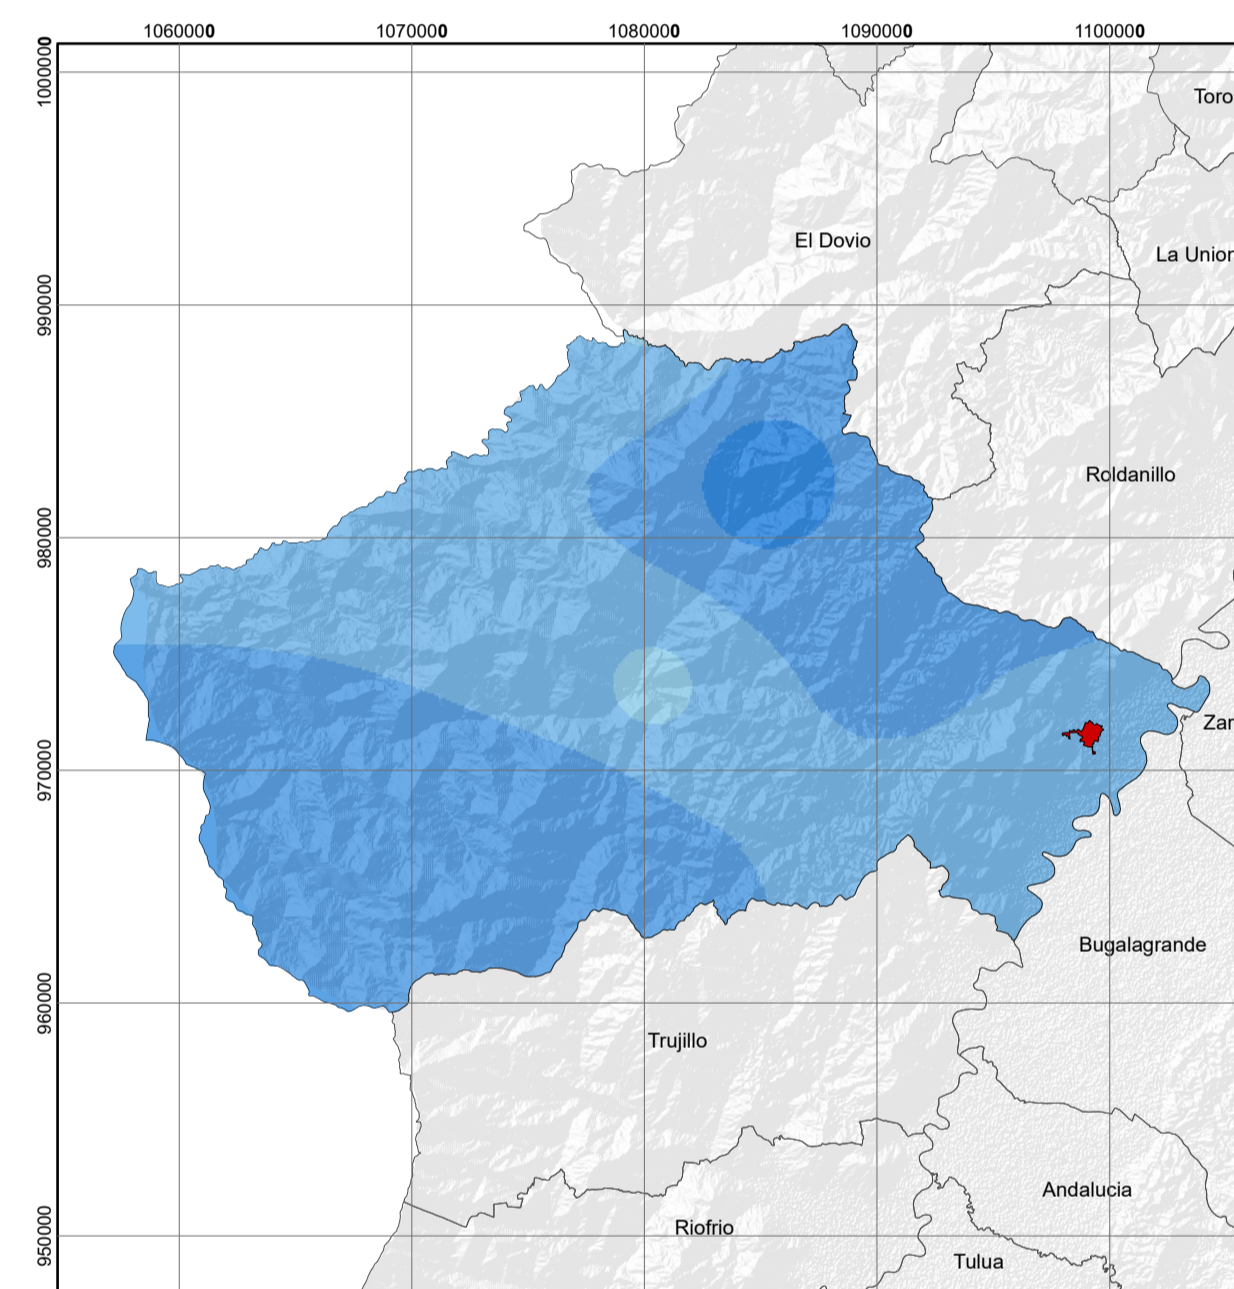 1060000 1070000 1080000 1090000 1100000
1000000
Toro
El Dovio
La Union
990000
Roldanillo
980000
Zar
970000
Bugalagrande
960000
Trujillo
Andalucia
950000
Riofrio
Tulua